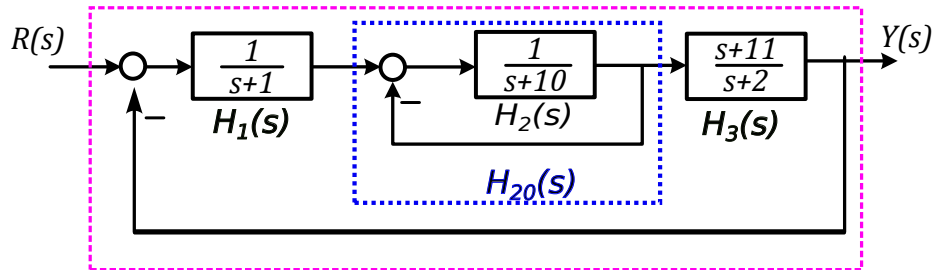 R(s)
Y(s)
1
s+1
1
s+10
s+11
s+2
−
−
H₁(s)
H₂(s)
H₃(s)
H₂₀(s)